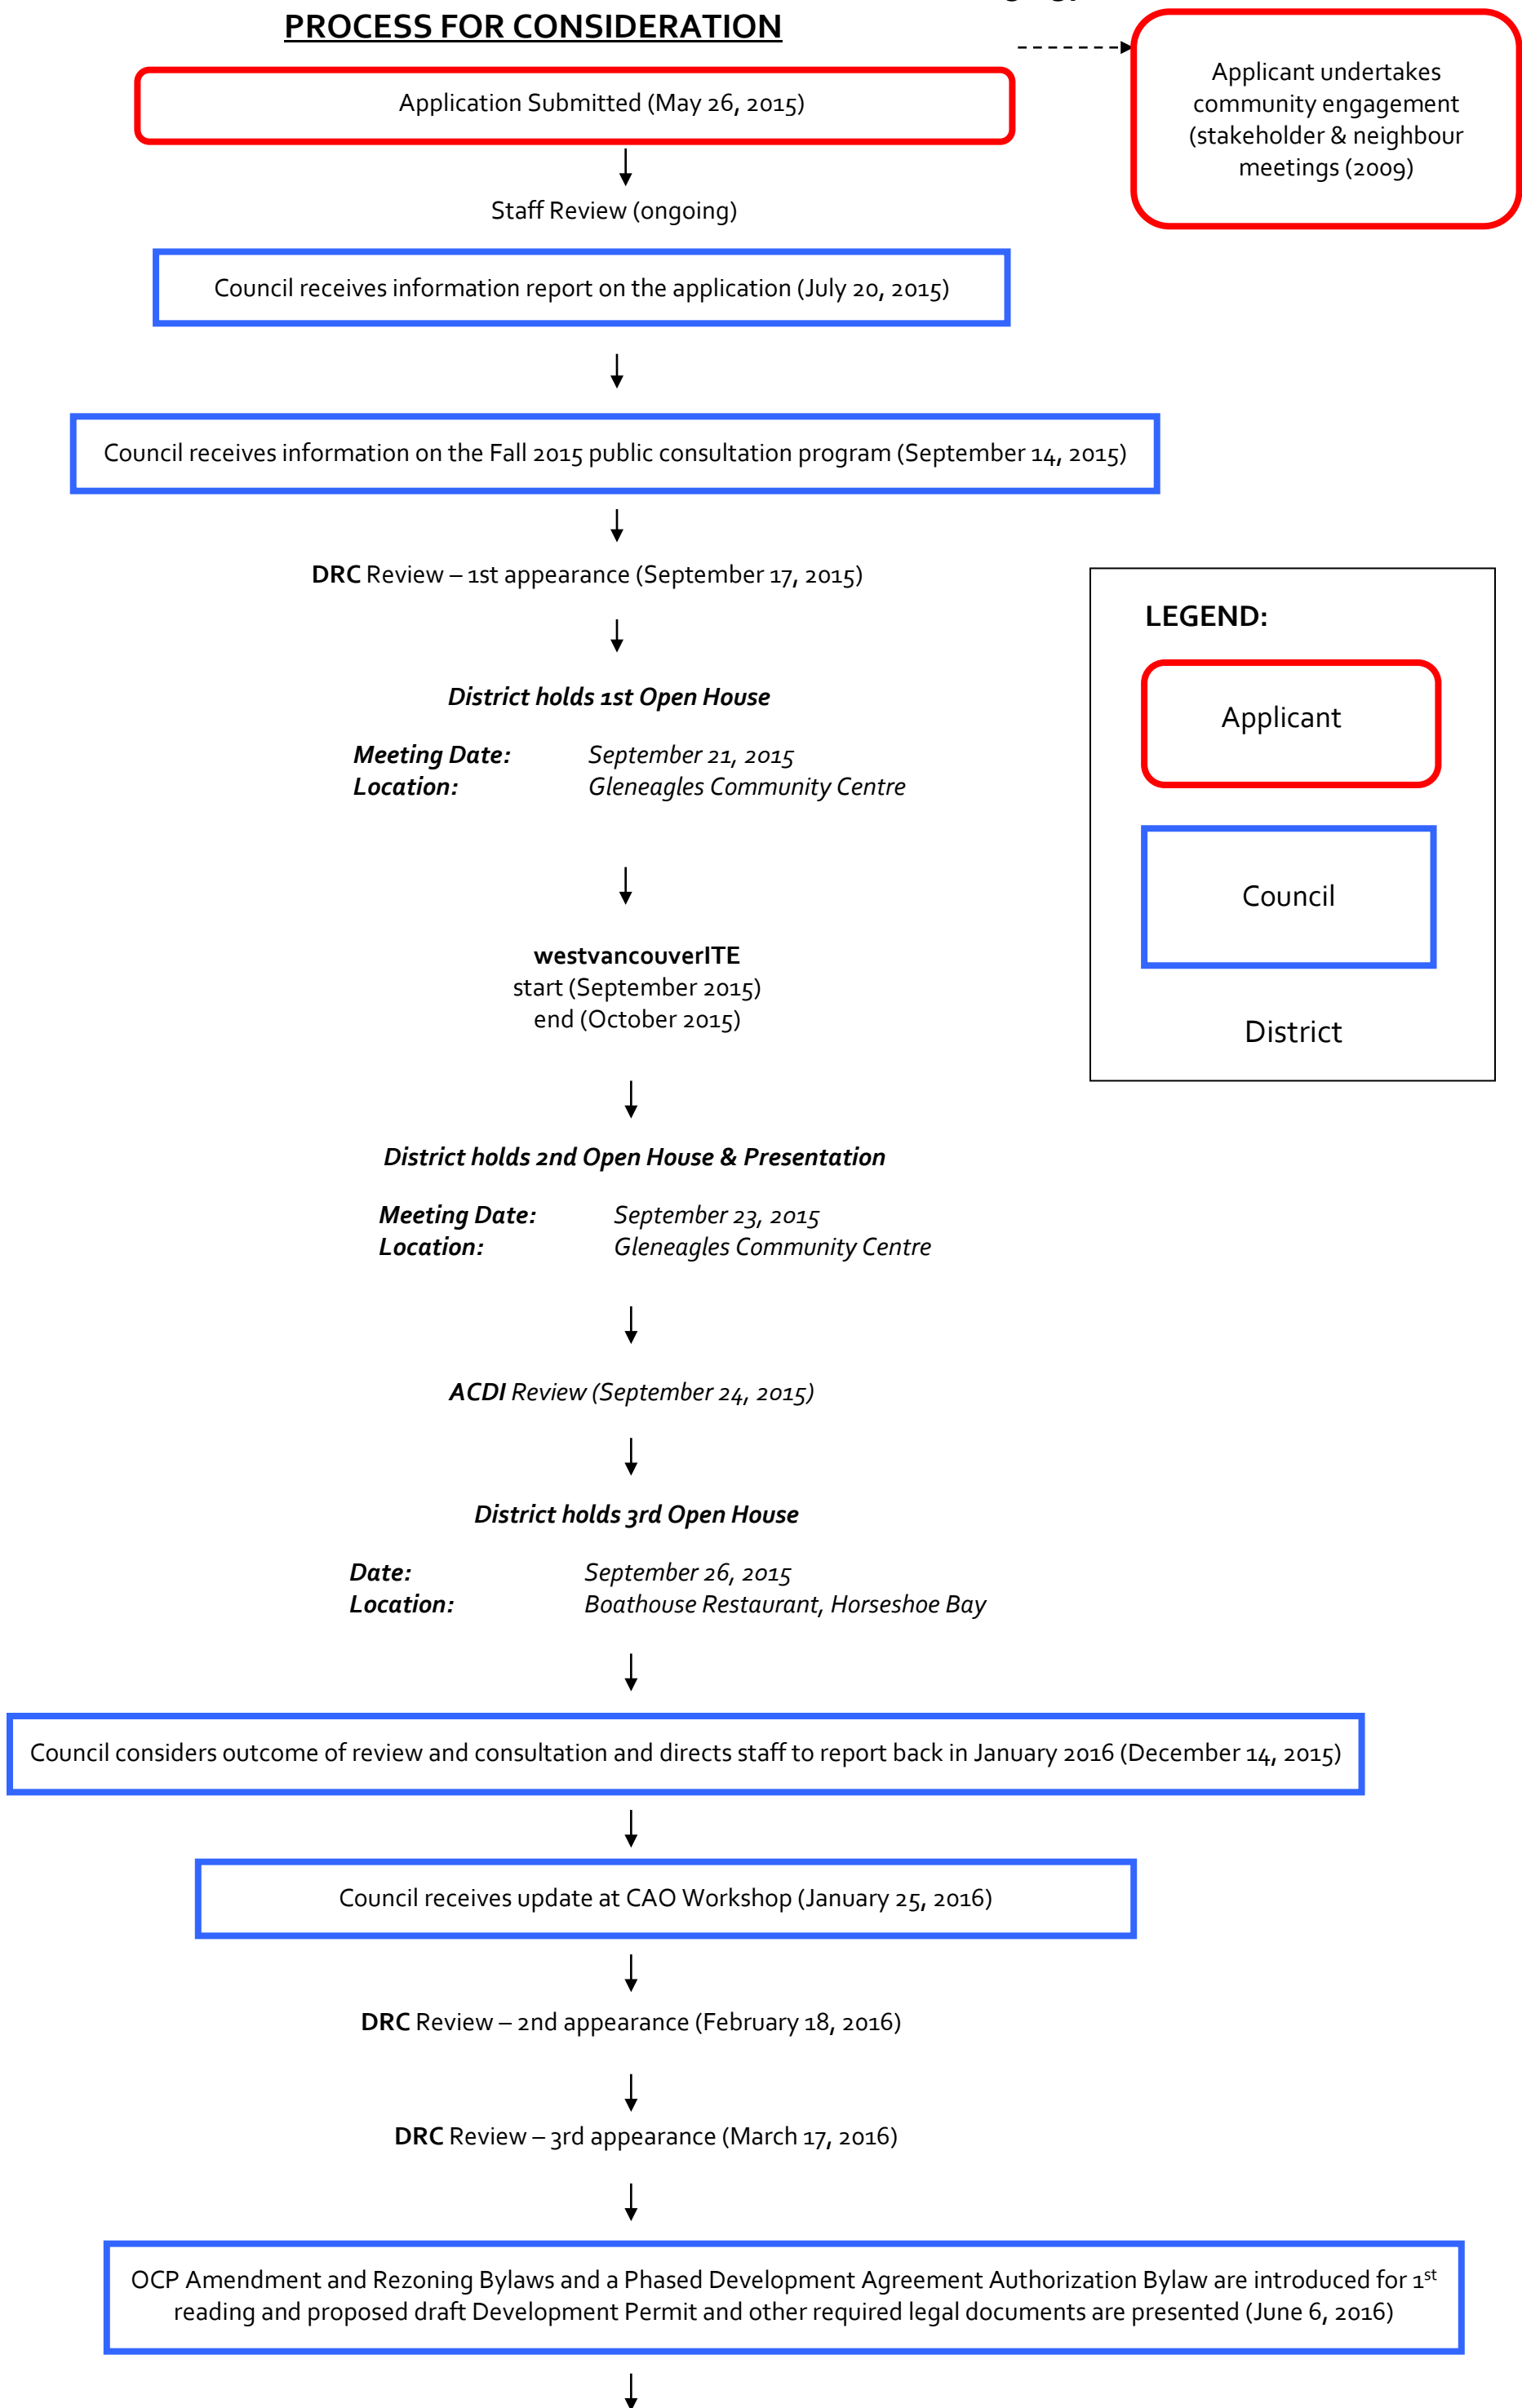 PROCESS FOR CONSIDERATION
Application Submitted (May 26, 2015)
Applicant undertakes
community engagement
(stakeholder & neighbour
meetings (2009)
Staff Review (ongoing)
Council receives information report on the application (July 20, 2015)
Council receives information on the Fall 2015 public consultation program (September 14, 2015)
DRC Review – 1st appearance (September 17, 2015)
District holds 1st Open House
Meeting Date: September 21, 2015
Location: Gleneagles Community Centre
LEGEND:
Applicant
Council
District
westvancouverITE
start (September 2015)
end (October 2015)
District holds 2nd Open House & Presentation
Meeting Date: September 23, 2015
Location: Gleneagles Community Centre
ACDI Review (September 24, 2015)
District holds 3rd Open House
Date: September 26, 2015
Location: Boathouse Restaurant, Horseshoe Bay
Council considers outcome of review and consultation and directs staff to report back in January 2016 (December 14, 2015)
Council receives update at CAO Workshop (January 25, 2016)
DRC Review – 2nd appearance (February 18, 2016)
DRC Review – 3rd appearance (March 17, 2016)
OCP Amendment and Rezoning Bylaws and a Phased Development Agreement Authorization Bylaw are introduced for 1st
reading and proposed draft Development Permit and other required legal documents are presented (June 6, 2016)